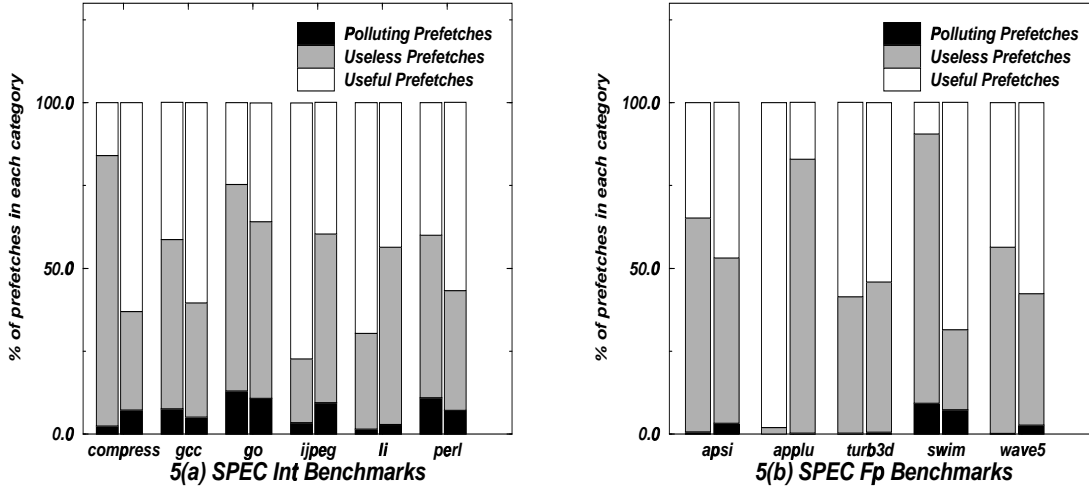 Polluting Prefetches
Useless Prefetches
Useful Prefetches
% of prefetches in each category
100.0
50.0
0.0
compress gcc go ijpeg li perl
5(a) SPEC Int Benchmarks
Polluting Prefetches
Useless Prefetches
Useful Prefetches
% of prefetches in each category
100.0
50.0
0.0
apsi applu turb3d swim wave5
5(b) SPEC Fp Benchmarks